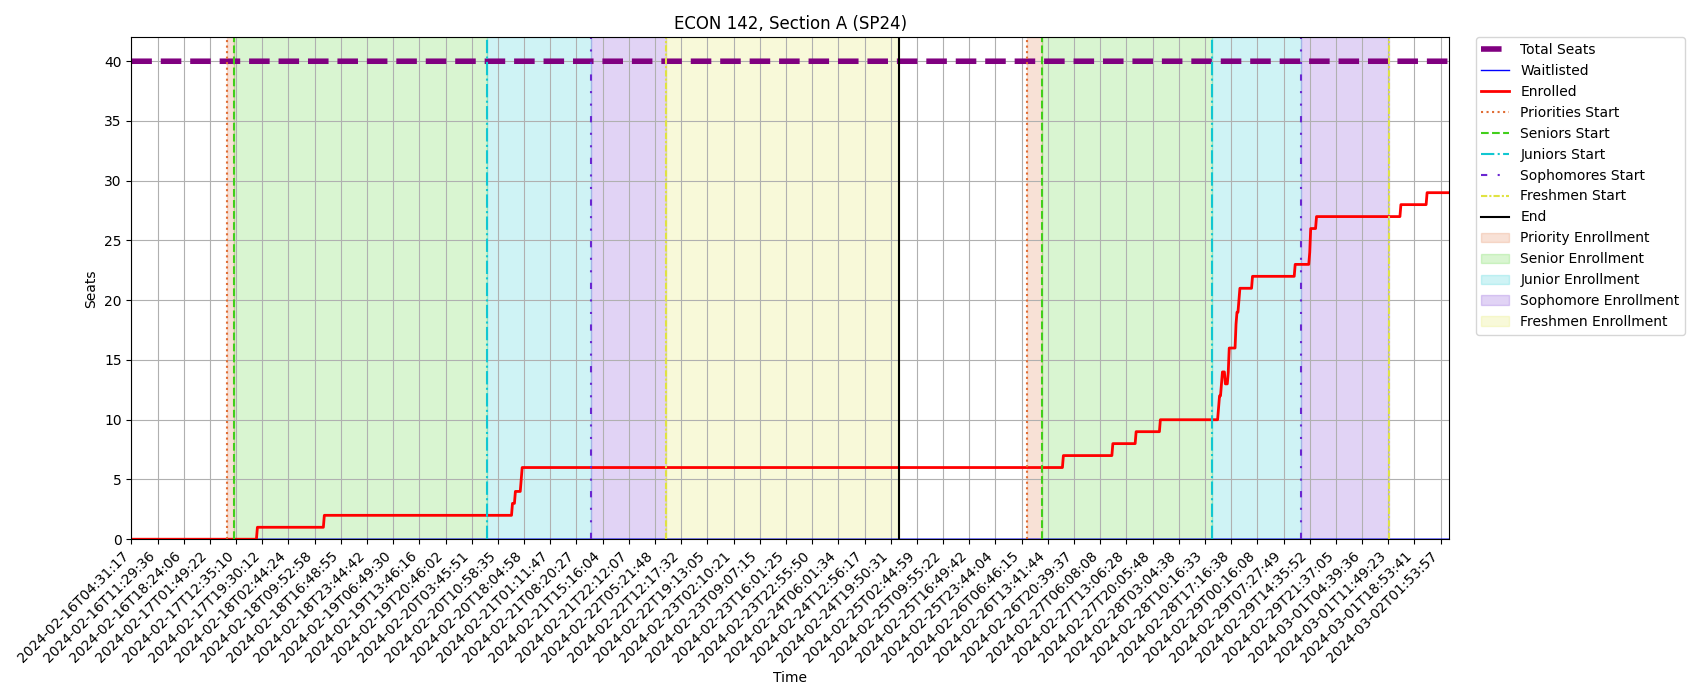 ECON 142, Section A (SP24)
Seats
40
35
30
25
20
15
10
5
0
2024-02-16T04:31:17
2024-02-16T11:29:36
2024-02-16T18:24:06
2024-02-17T01:49:22
2024-02-17T12:35:10
2024-02-17T19:30:12
2024-02-18T02:44:24
2024-02-18T09:52:58
2024-02-18T16:48:55
2024-02-18T23:44:42
2024-02-19T06:49:30
2024-02-19T13:46:16
2024-02-19T20:46:02
2024-02-20T03:45:51
2024-02-20T10:58:35
2024-02-20T18:04:58
2024-02-21T01:11:47
2024-02-21T08:20:27
2024-02-21T15:16:04
2024-02-21T22:12:07
2024-02-22T05:21:48
2024-02-22T12:17:32
2024-02-22T19:13:05
2024-02-23T02:10:21
2024-02-23T09:07:15
2024-02-23T16:01:25
2024-02-23T22:55:50
2024-02-24T06:01:34
2024-02-24T12:56:17
2024-02-24T19:50:31
2024-02-25T02:44:59
2024-02-25T09:55:22
2024-02-25T16:49:42
2024-02-25T23:44:04
2024-02-26T06:46:15
2024-02-26T13:41:44
2024-02-26T20:39:37
2024-02-27T06:08:08
2024-02-27T13:06:28
2024-02-27T20:05:48
2024-02-28T03:04:38
2024-02-28T10:16:33
2024-02-28T17:16:38
2024-02-29T00:16:08
2024-02-29T07:27:49
2024-02-29T14:35:52
2024-02-29T21:37:05
2024-03-01T04:39:36
2024-03-01T11:49:23
2024-03-01T18:53:41
2024-03-02T01:53:57
Time
Total Seats
Waitlisted
Enrolled
Priorities Start
Seniors Start
Juniors Start
Sophomores Start
Freshmen Start
End
Priority Enrollment
Senior Enrollment
Junior Enrollment
Sophomore Enrollment
Freshmen Enrollment